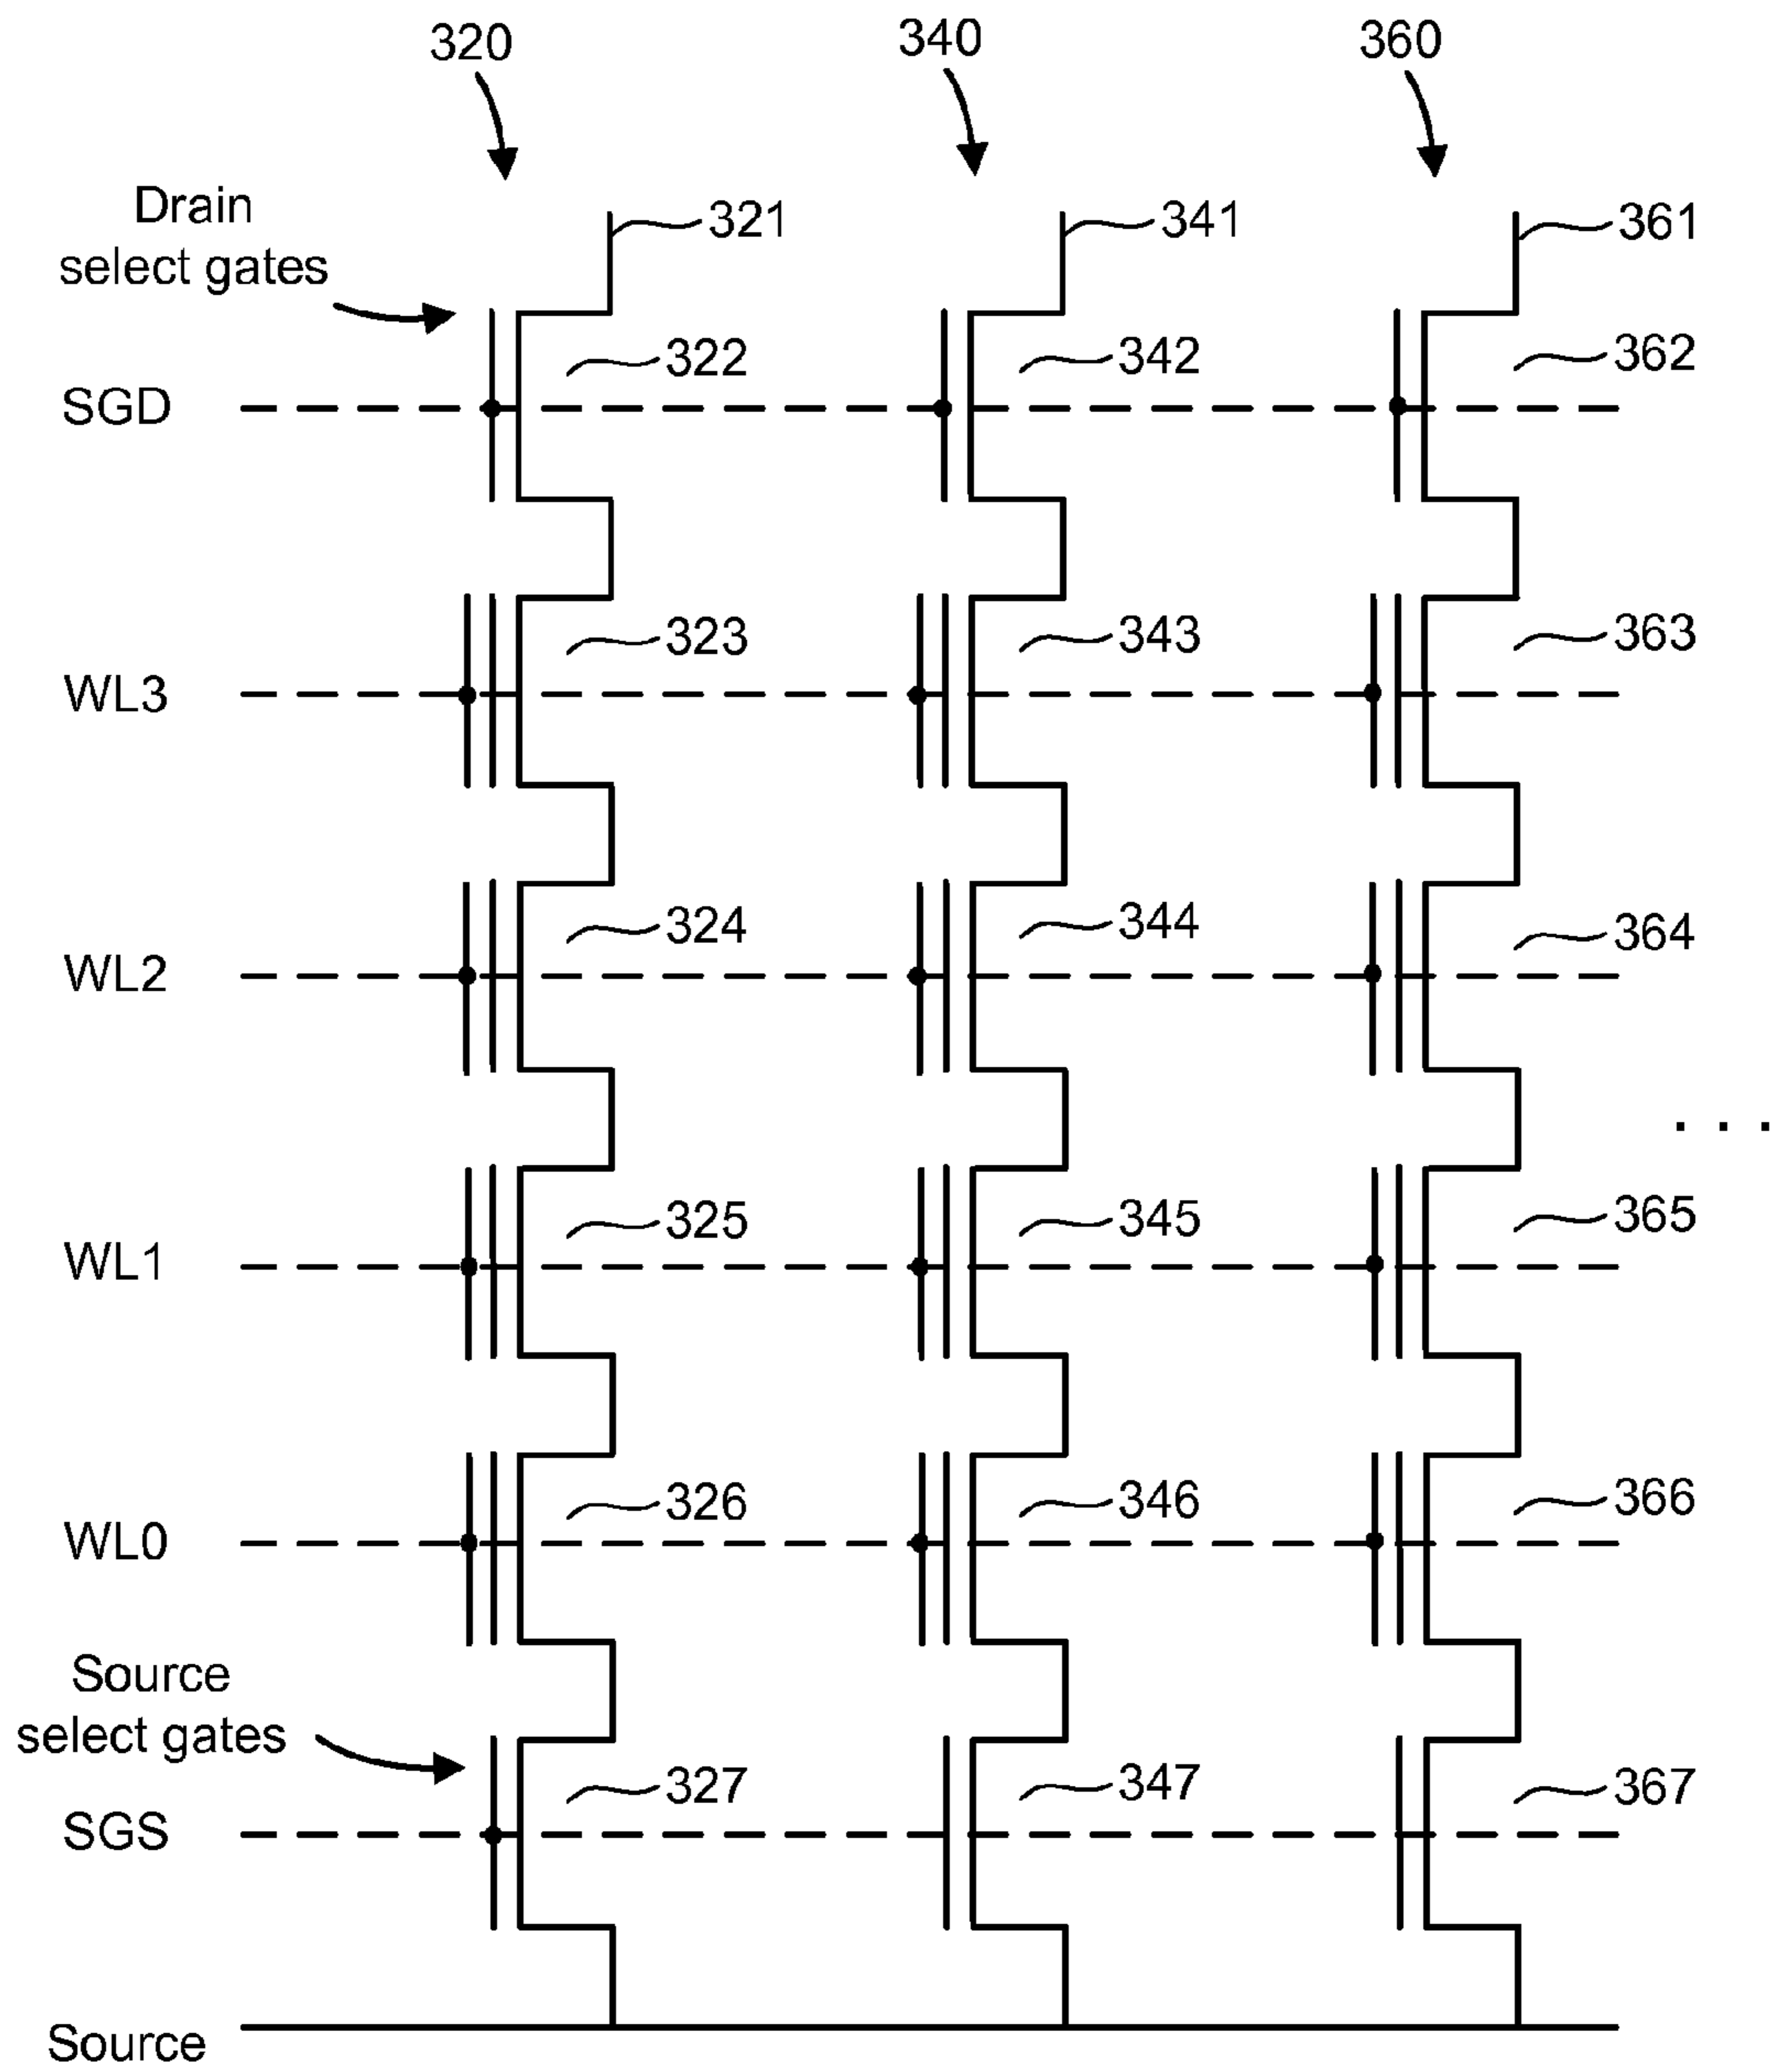 320 340 360
Drain
select gates
321 341 361
322 342 362
SGD
323 343 363
WL3
324 344 364
WL2
. . .
325 345 365
WL1
326 346 366
WL0
Source
select gates
327 347 367
SGS
Source